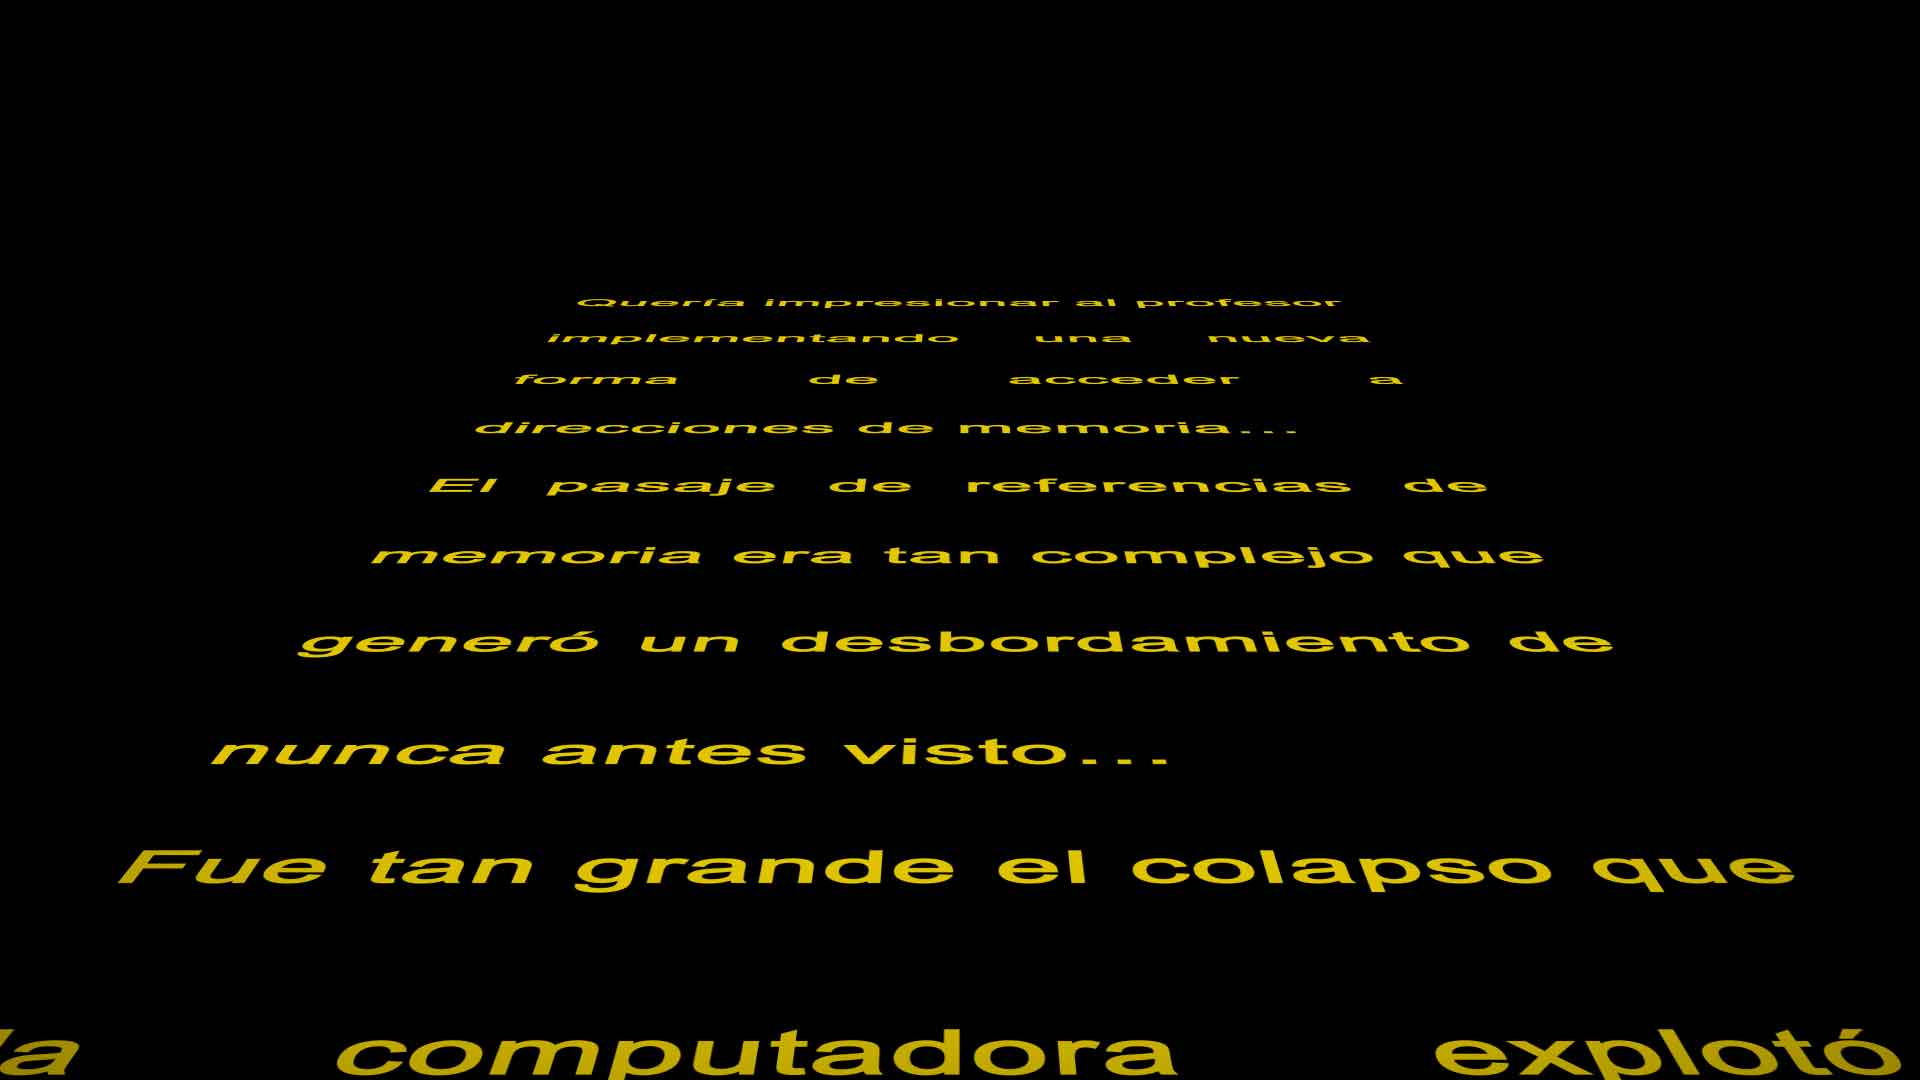 Quería impresionar al profesor
implementando una nueva
forma de acceder a
direcciones de memoria...
El pasaje de referencias de
memoria era tan complejo que
generó un desbordamiento de
nunca antes visto...
Fue tan grande el colapso que
la computadora explotó